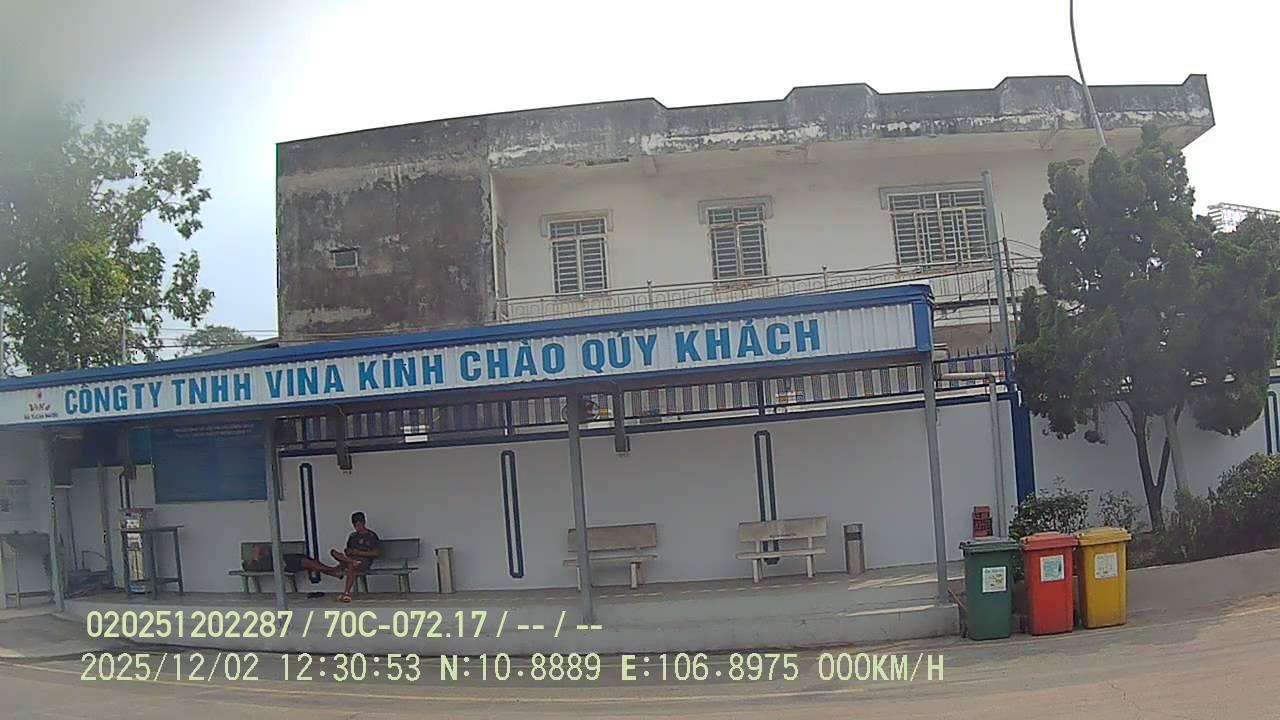 CÔNG TY TNHH VINA KÍNH CHÀO QÚY KHÁCH
020251202287 / 70C-072.17 / -- / --
2025/12/02 12:30:53 N:10.8889 E:106.8975 000KM/H